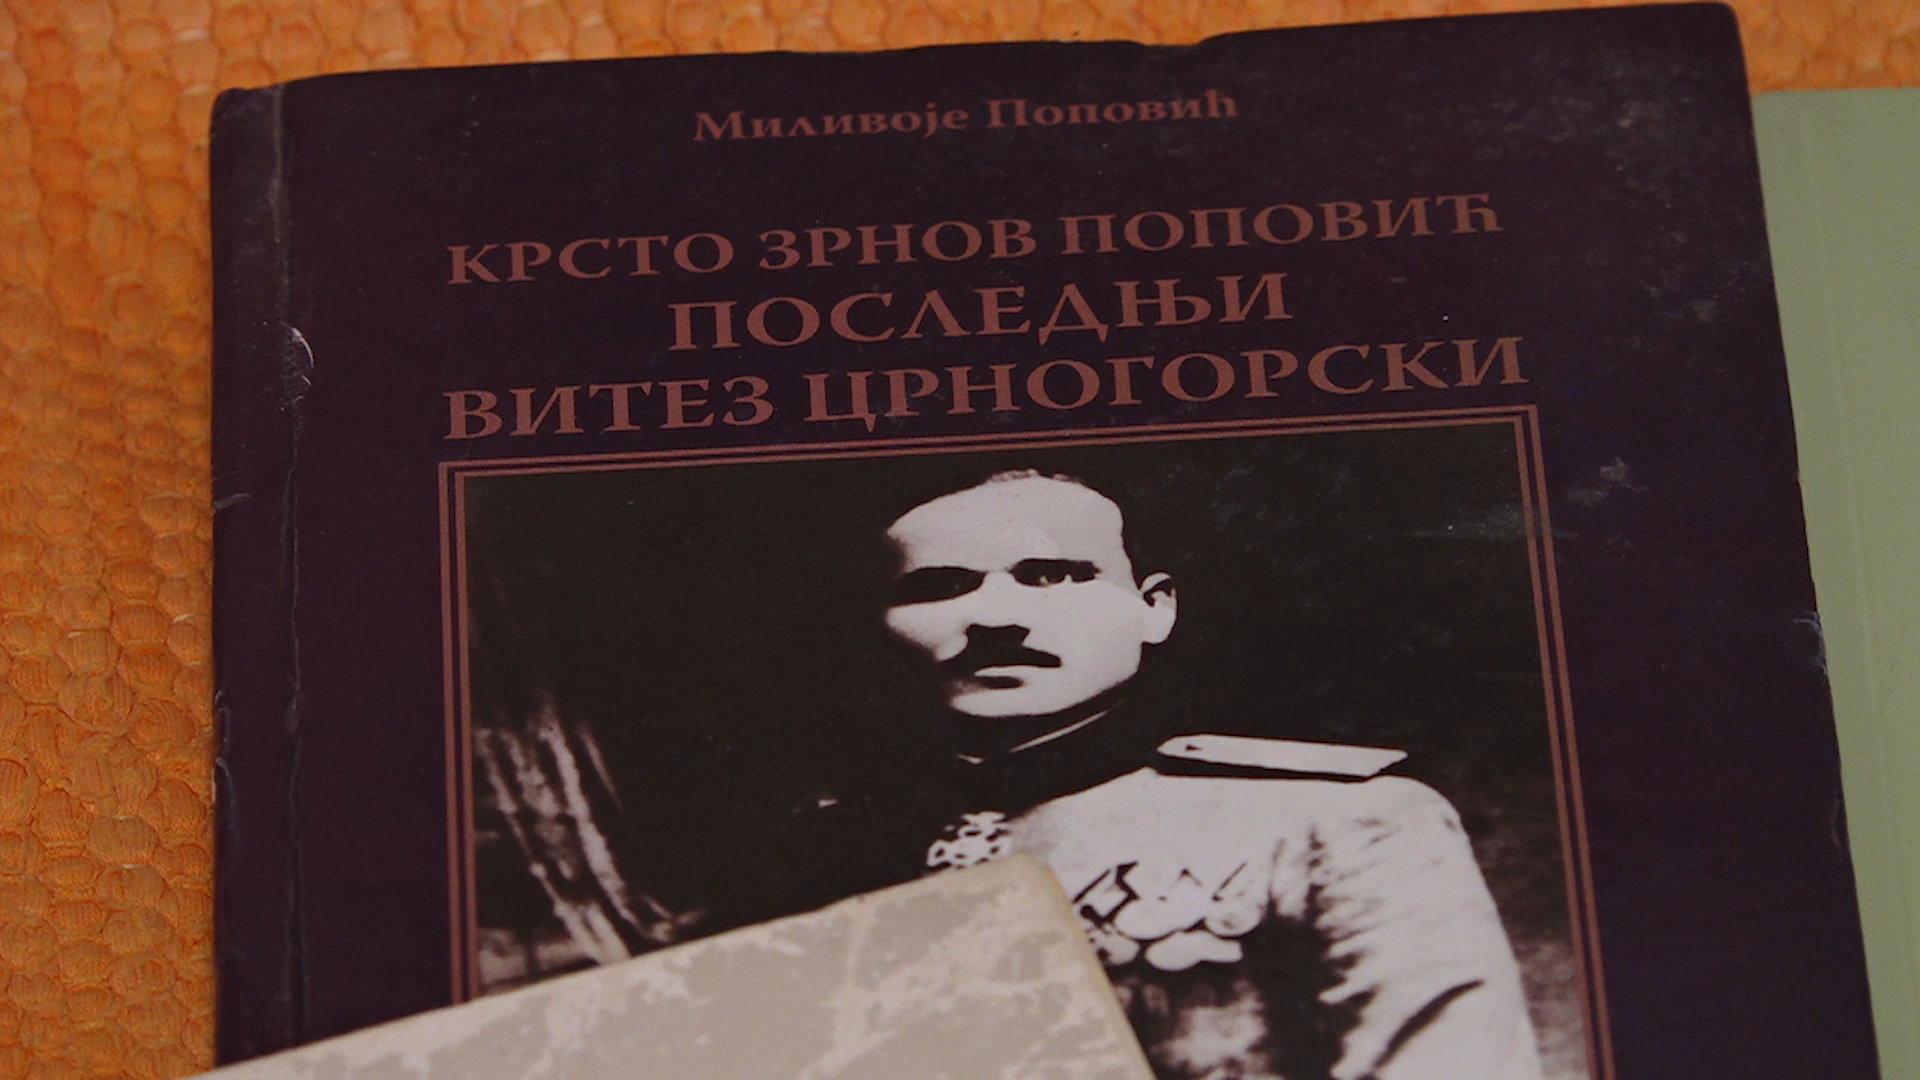 Миливоје Поповић
КРСТО ЗРНОВ ПОПОВИЋ
ПОСЛЕДЊИ
ВИТЕЗ ЦРНОГОРСКИ